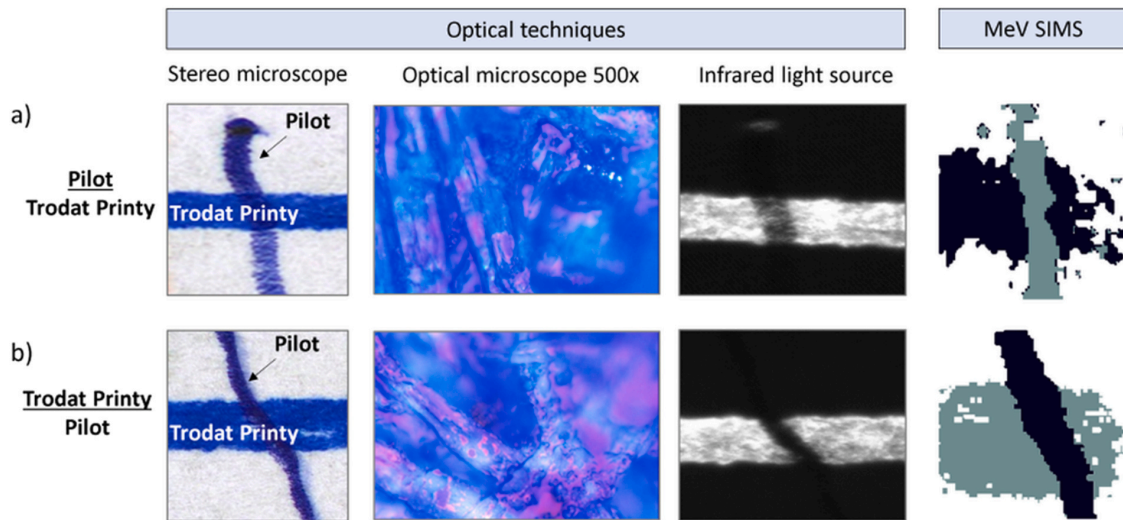 Optical techniques
MeV SIMS
Stereo microscope
Optical microscope 500x
Infrared light source
a)
Pilot
Trodat Printy
Pilot
Trodat Printy
b)
Trodat Printy
Pilot
Pilot
Trodat Printy